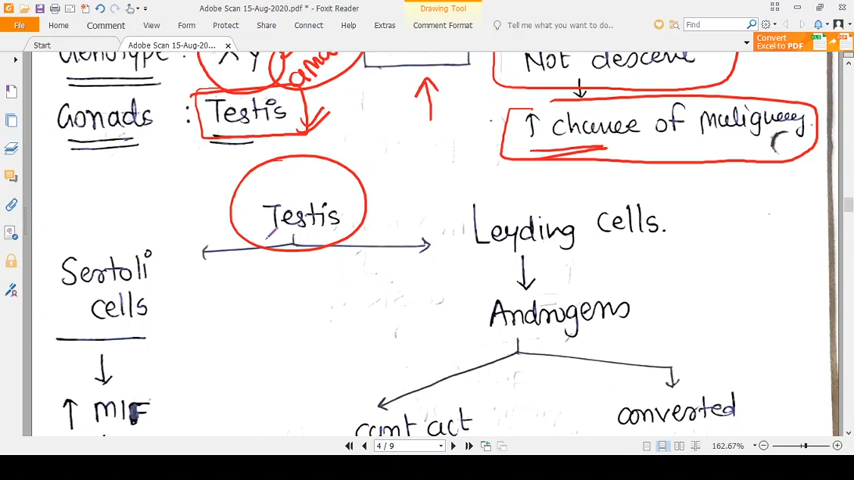 Adobe Scan 15-Aug-2020.pdf * - Foxit Reader
Drawing Tool
File Home Comment View Form Protect Share Connect Help Extras Comment Format Tell me what you want to do... Find
Start Adobe Scan 15-Aug-2020.... Convert Excel to PDF
Genotype : XY
Not descent
Gonads : Testis
↑ chance of malignancy.
Testis
Leyding cells.
Sertoli
cells
Androgens
↑ MIF
cannt act
converted
4 / 9 162.67%